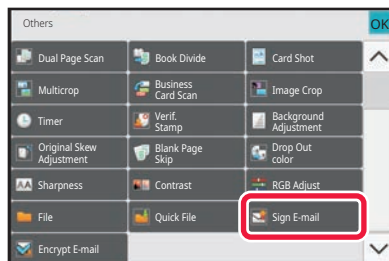 Others
OK
Dual Page Scan
Book Divide
Card Shot
Multicrop
Business
Card Scan
Image Crop
Timer
Verif.
Stamp
Background
Adjustment
Original Skew
Adjustment
Blank Page
Skip
Drop Out
color
Sharpness
Contrast
RGB Adjust
File
Quick File
Sign E-mail
Encrypt E-mail